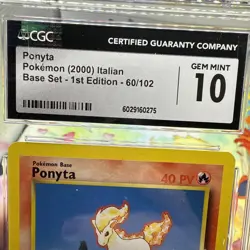 CGC
CERTIFIED GUARANTY COMPANY
Ponyta
Pokémon (2000) Italian
Base Set - 1st Edition - 60/102
GEM MINT
10
6029160275
Pokémon Base
Ponyta
40 PV